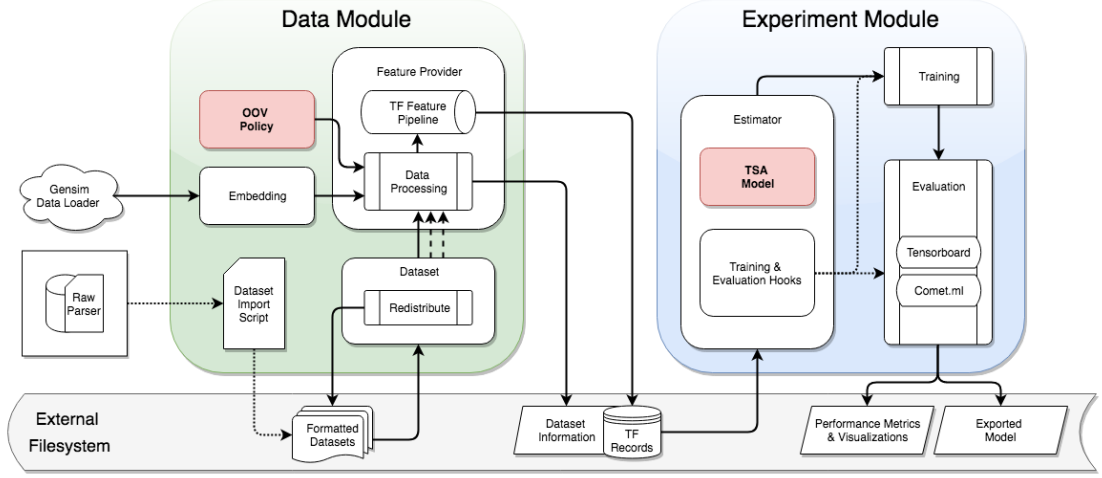 Data Module
Experiment Module
Feature Provider
TF Feature
Pipeline
OOV
Policy
Data
Processing
Gensim
Data Loader
Embedding
Raw
Parser
Dataset
Import
Script
Dataset
Redistribute
Estimator
TSA
Model
Training &
Evaluation Hooks
Training
Evaluation
Tensorboard
Comet.ml
External
Filesystem
Formatted
Datasets
Dataset
Information
TF
Records
Performance Metrics
& Visualizations
Exported
Model